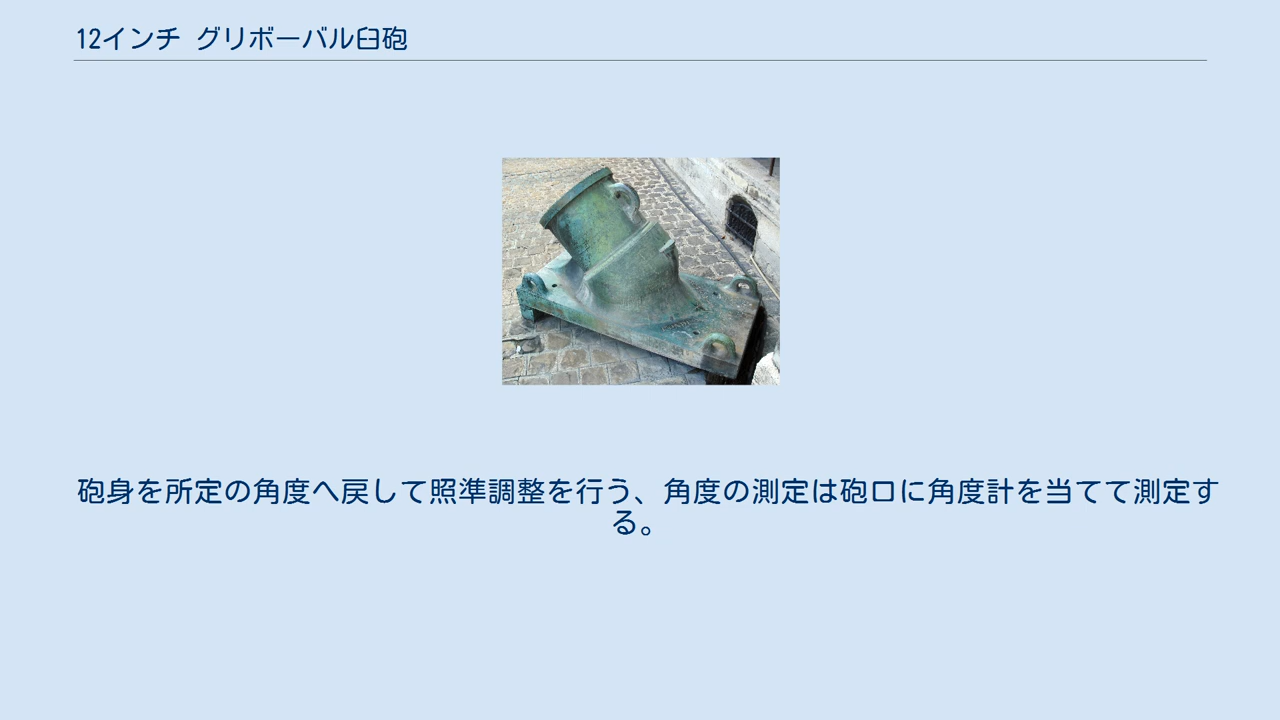 12インチ グリボーバル臼砲
砲身を所定の角度へ戻して照準調整を行う、角度の測定は砲口に角度計を当てて測定す
る。